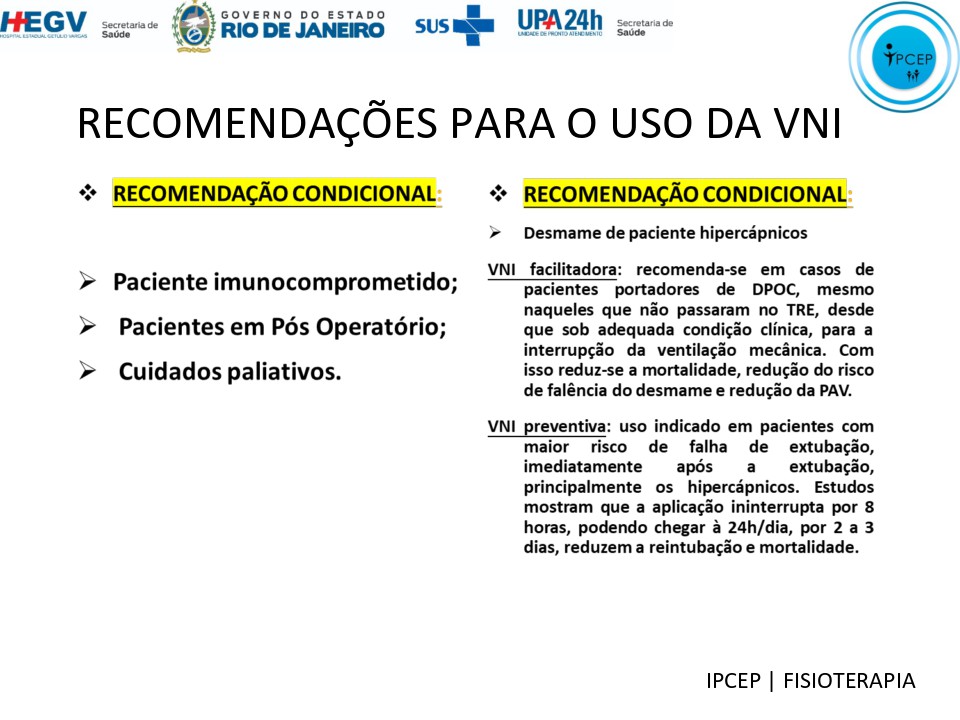 HEGV
HOSPITAL ESTADUAL GETULIO VARGAS
Secretaria de
Saúde
GOVERNO DO ESTADO
RIO DE JANEIRO
SUS
UPA 24h
UNIDADE DE PRONTO ATENDIMENTO
Secretaria de
Saúde
IPCEP
RECOMENDAÇÕES PARA O USO DA VNI
❖ RECOMENDAÇÃO CONDICIONAL:
➢ Paciente imunocomprometido;
➢ Pacientes em Pós Operatório;
➢ Cuidados paliativos.
❖ RECOMENDAÇÃO CONDICIONAL:
➢ Desmame de paciente hipercápnicos
VNI facilitadora: recomenda-se em casos de
pacientes portadores de DPOC, mesmo
naqueles que não passaram no TRE, desde
que sob adequada condição clínica, para a
interrupção da ventilação mecânica. Com
isso reduz-se a mortalidade, redução do risco
de falência do desmame e redução da PAV.
VNI preventiva: uso indicado em pacientes com
maior risco de falha de extubação,
imediatamente após a extubação,
principalmente os hipercápnicos. Estudos
mostram que a aplicação ininterrupta por 8
horas, podendo chegar à 24h/dia, por 2 a 3
dias, reduzem a reintubação e mortalidade.
IPCEP | FISIOTERAPIA